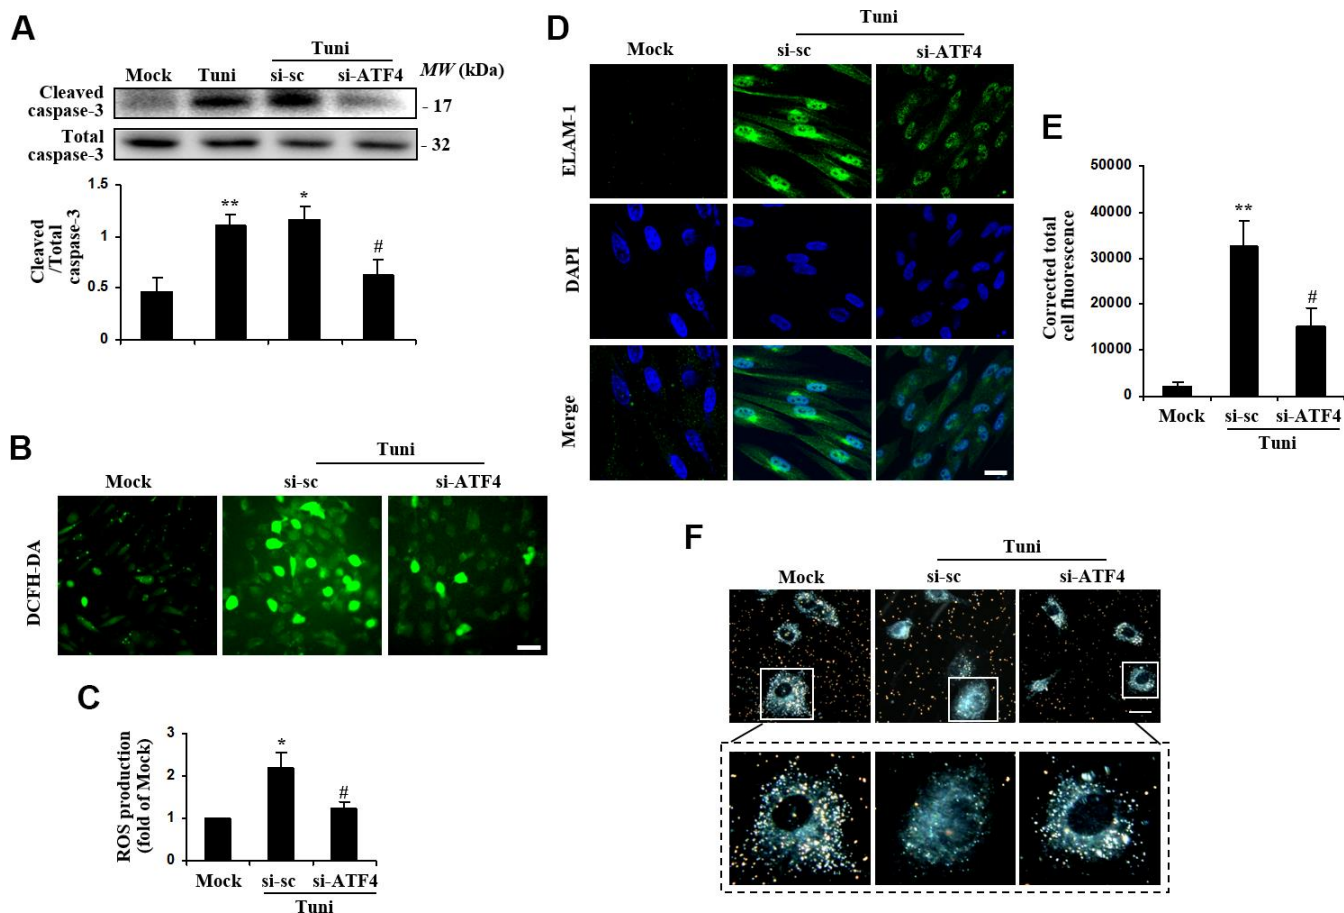 A
Tuni
Mock Tuni si-sc si-ATF4 MW (kDa)
Cleaved
caspase-3
- 17
Total
caspase-3
- 32
Cleaved
/Total
caspase-3
1.5
1
0.5
0
** * #
B
Tuni
Mock si-sc si-ATF4
DCFH-DA
C
ROS production
(fold of Mock)
3
2
1
0
* #
Mock si-sc si-ATF4
Tuni
D
Tuni
Mock si-sc si-ATF4
ELAM-1
DAPI
Merge
E
Corrected total
cell fluorescence
50000
40000
30000
20000
10000
0
** #
Mock si-sc si-ATF4
Tuni
F
Tuni
Mock si-sc si-ATF4